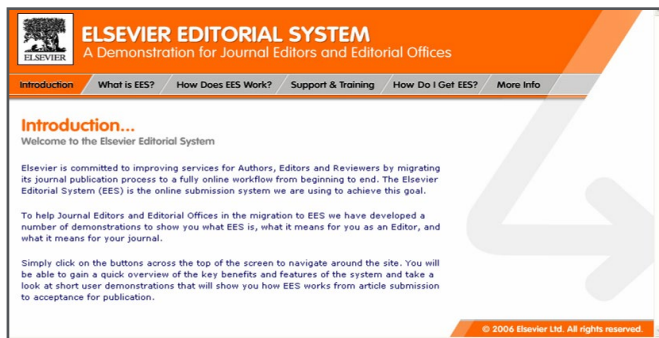 ELSEVIER
ELSEVIER EDITORIAL SYSTEM
A Demonstration for Journal Editors and Editorial Offices
Introduction What is EES? How Does EES Work? Support & Training How Do I Get EES? More Info
Introduction...
Welcome to the Elsevier Editorial System
Elsevier is committed to improving services for Authors, Editors and Reviewers by migrating
its journal publication process to a fully online workflow from beginning to end. The Elsevier
Editorial System (EES) is the online submission system we are using to achieve this goal.
To help Journal Editors and Editorial Offices in the migration to EES we have developed a
number of demonstrations to show you what EES is, what it means for you as an Editor, and
what it means for your journal.
Simply click on the buttons across the top of the screen to navigate around the site. You will
be able to gain a quick overview of the key benefits and features of the system and take a
look at short user demonstrations that will show you how EES works from article submission
to acceptance for publication.
© 2006 Elsevier Ltd. All rights reserved.